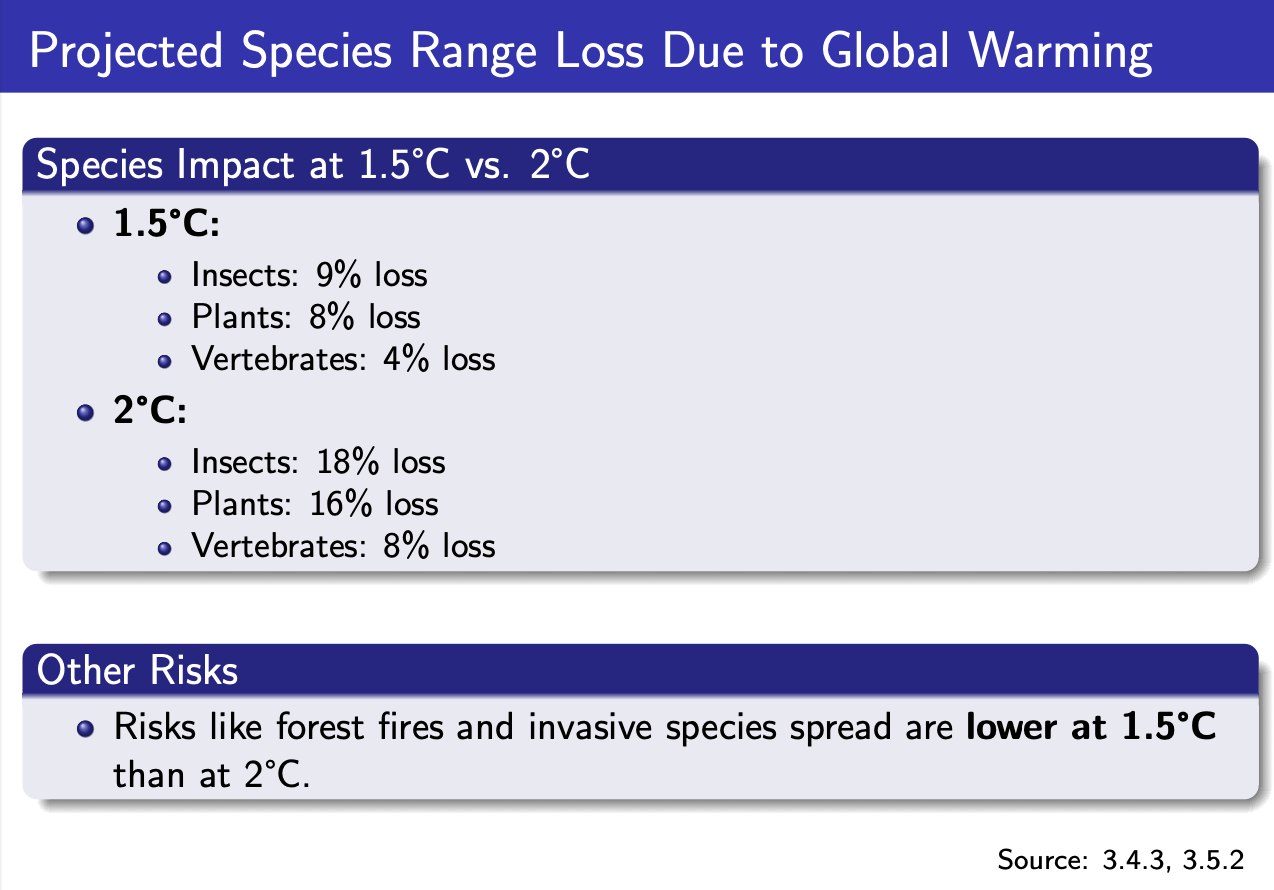 Projected Species Range Loss Due to Global Warming
Species Impact at 1.5°C vs. 2°C
1.5°C:
Insects: 9% loss
Plants: 8% loss
Vertebrates: 4% loss
2°C:
Insects: 18% loss
Plants: 16% loss
Vertebrates: 8% loss
Other Risks
Risks like forest fires and invasive species spread are lower at 1.5°C
than at 2°C.
Source: 3.4.3, 3.5.2